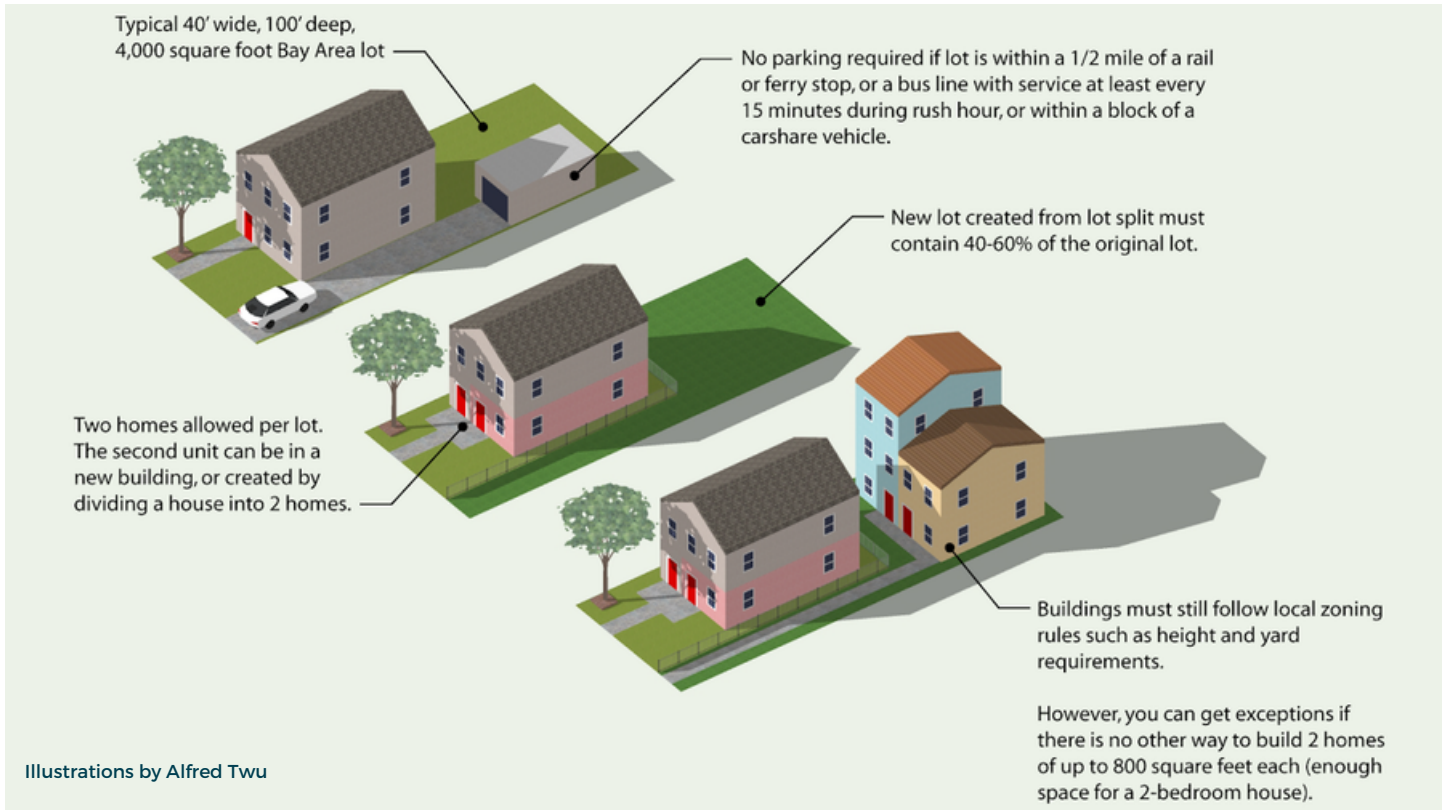 Typical 40' wide, 100' deep,
4,000 square foot Bay Area lot
No parking required if lot is within a 1/2 mile of a rail
or ferry stop, or a bus line with service at least every
15 minutes during rush hour, or within a block of a
carshare vehicle.
New lot created from lot split must
contain 40-60% of the original lot.
Two homes allowed per lot.
The second unit can be in a
new building, or created by
dividing a house into 2 homes.
Buildings must still follow local zoning
rules such as height and yard
requirements.
However, you can get exceptions if
there is no other way to build 2 homes
of up to 800 square feet each (enough
space for a 2-bedroom house).
Illustrations by Alfred Twu